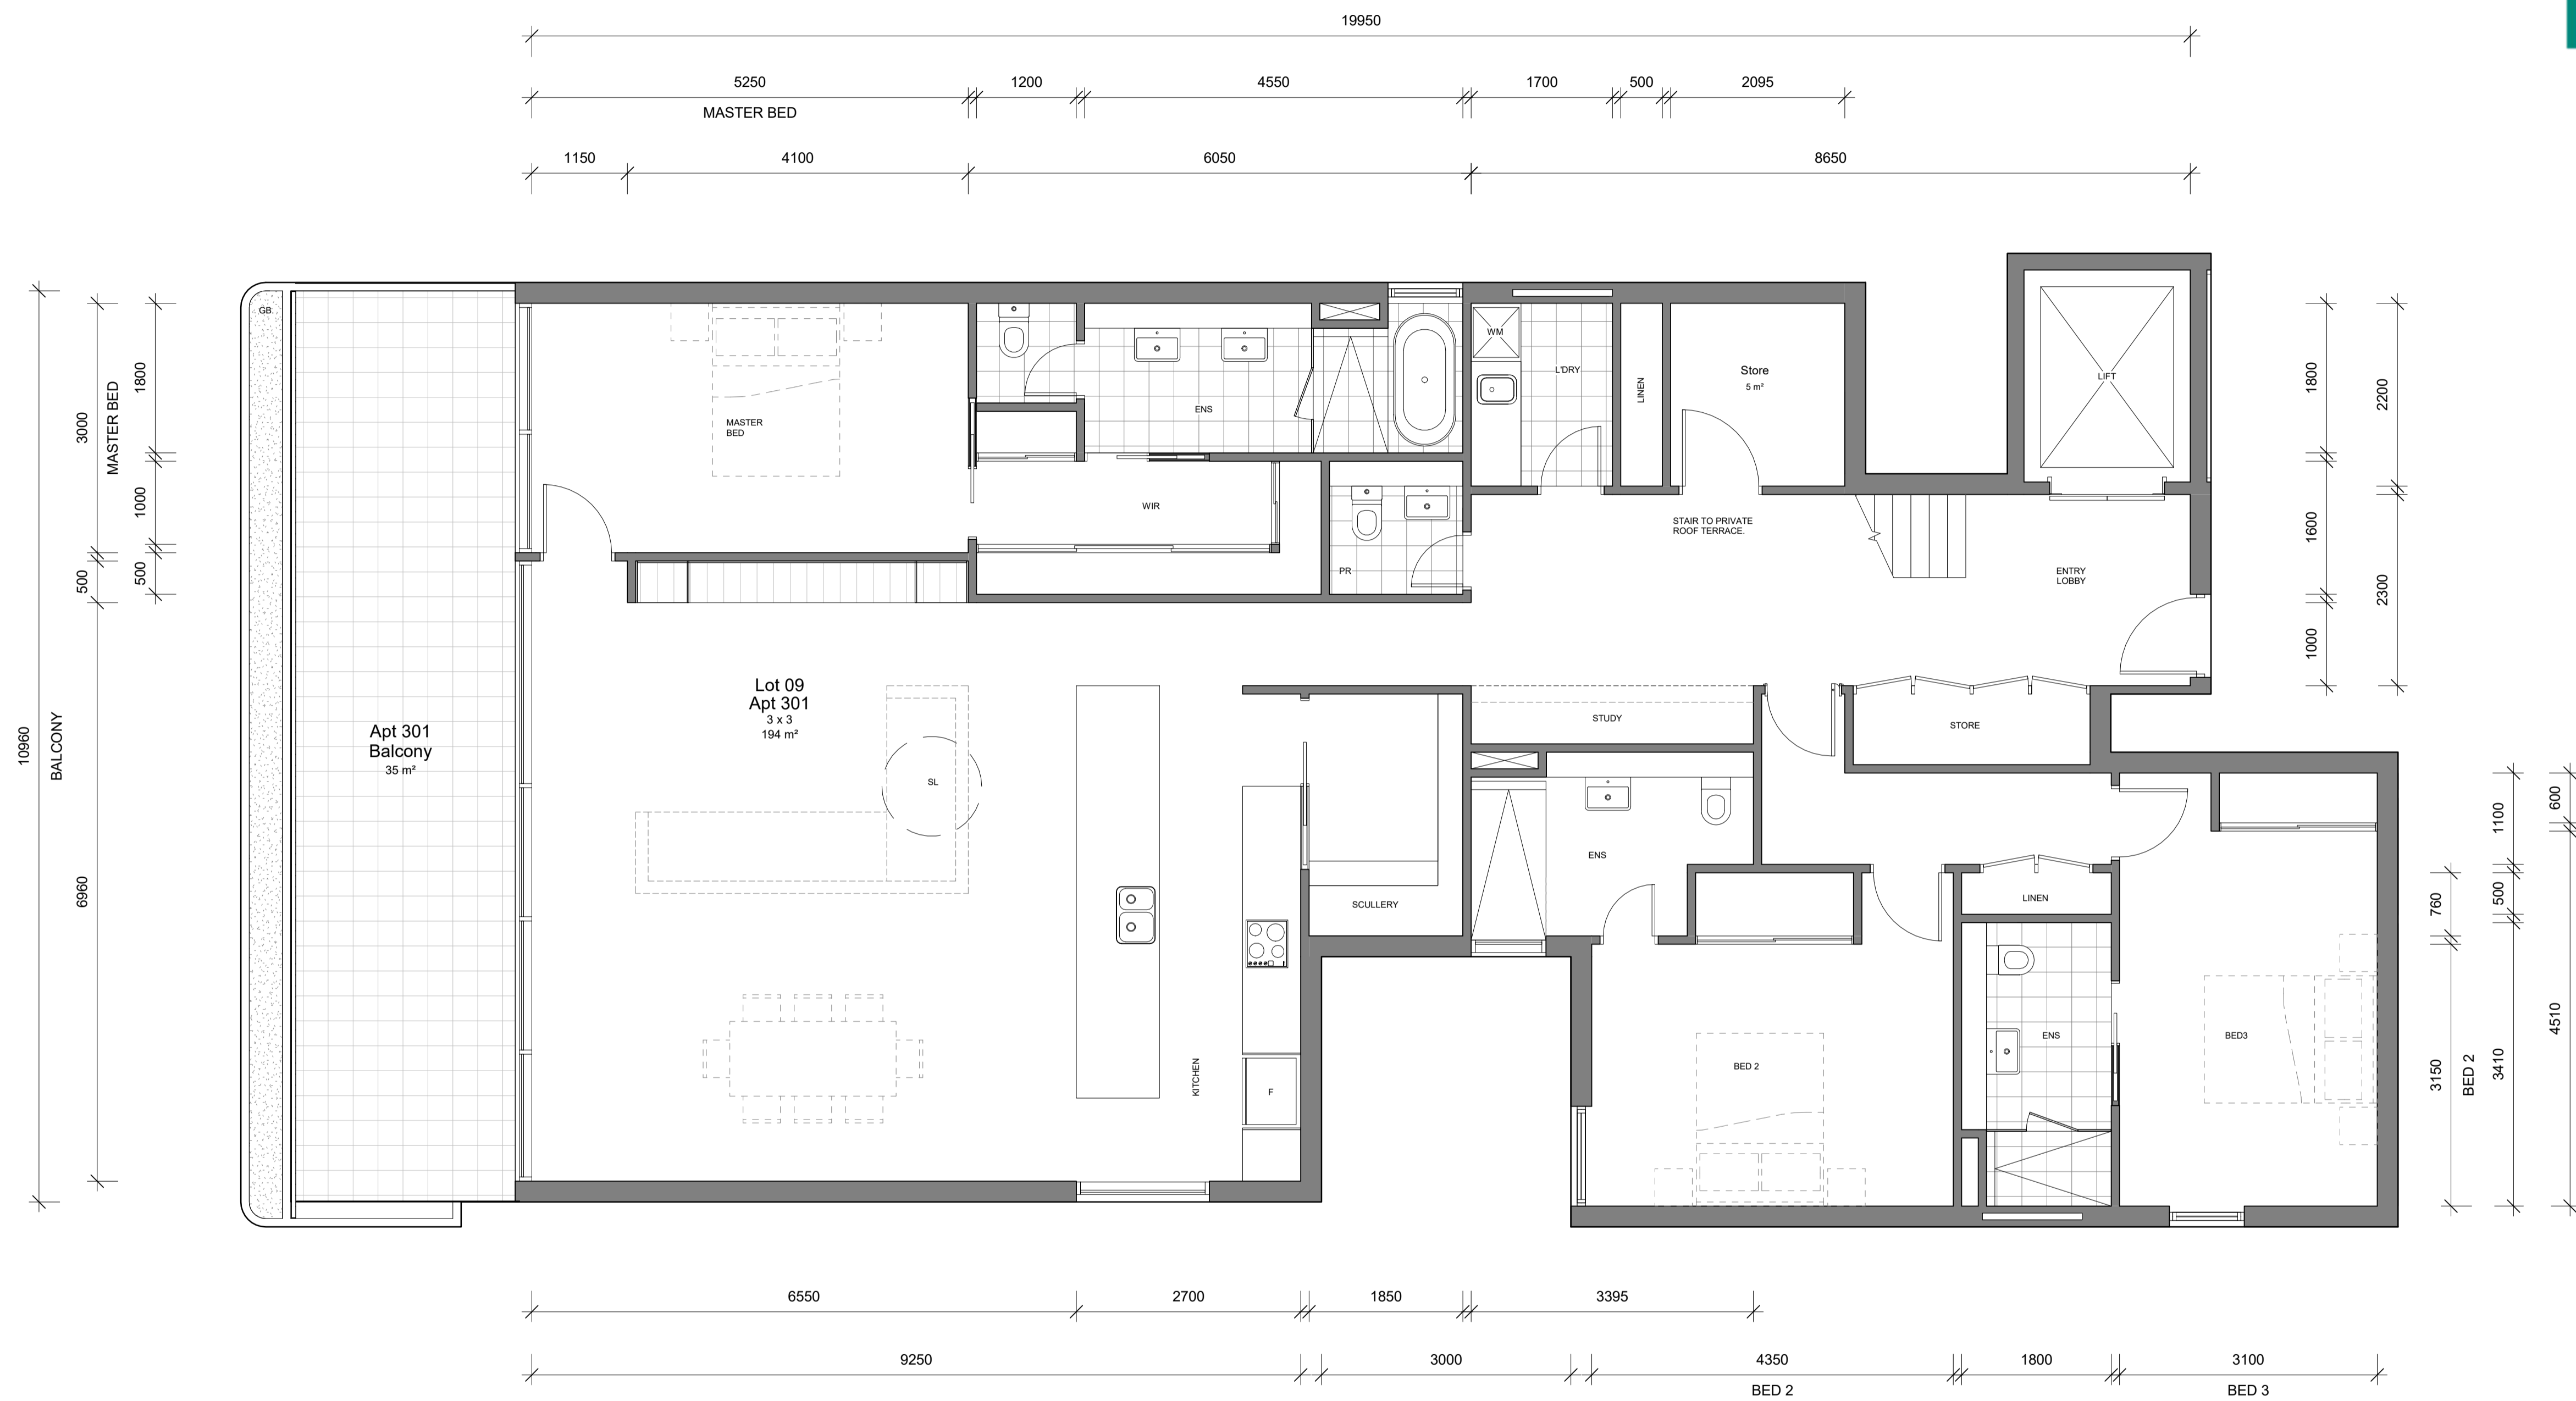 19950
5250
1200
4550
1700
500
2095
MASTER BED
1150
4100
6050
8650
10960
BALCONY
3000
MASTER BED
500
6960
1800
1000
500
GB.
Apt 301
Balcony
35 m²
MASTER
BED
ENS
WIR
PR
WM
L'DRY
LINEN
Store
5 m²
LIFT
STAIR TO PRIVATE
ROOF TERRACE.
ENTRY
LOBBY
Lot 09
Apt 301
3 x 3
194 m²
SL
KITCHEN
F
SCULLERY
STUDY
STORE
ENS
LINEN
BED 2
ENS
BED3
1800
1600
1000
2200
2300
760
3150
BED 2
1100
500
3410
600
4510
6550
2700
1850
3395
9250
3000
4350
1800
3100
BED 2
BED 3